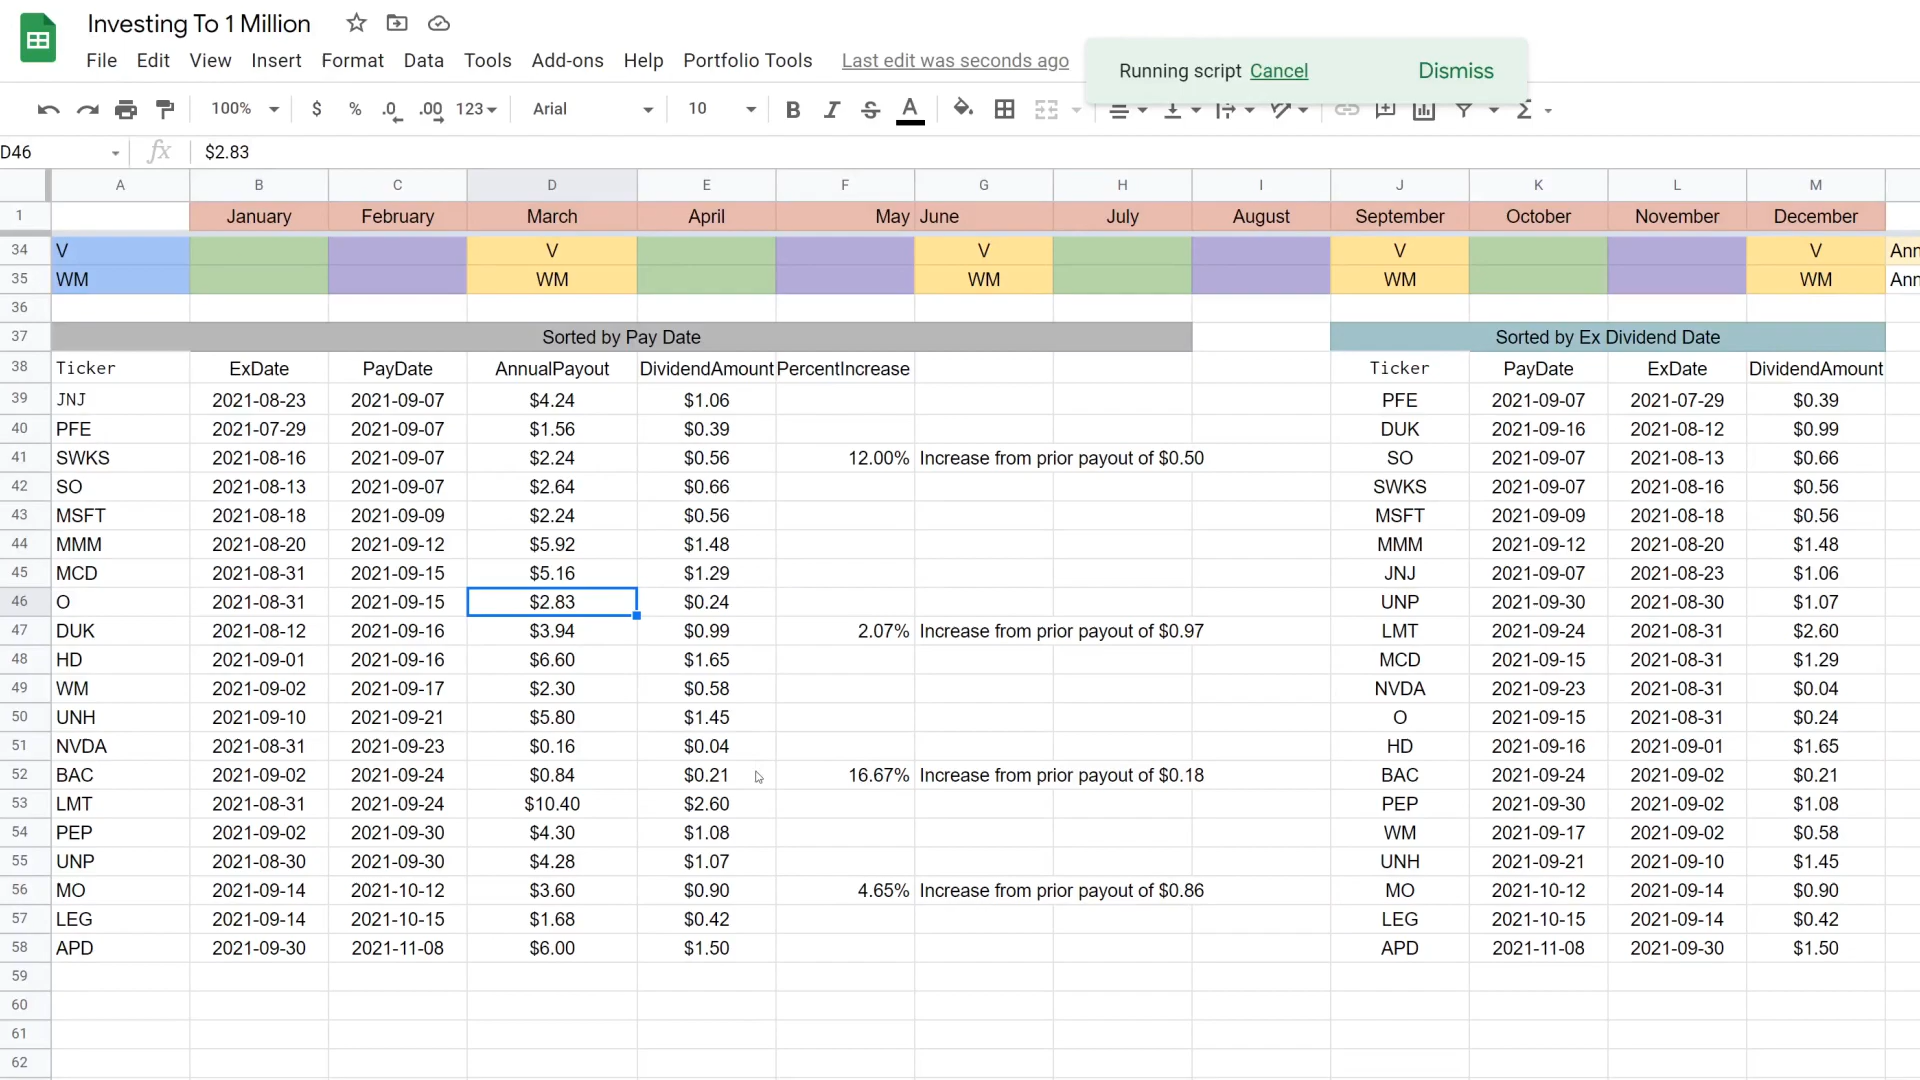 Investing To 1 Million
File Edit View Insert Format Data Tools Add-ons Help Portfolio Tools Last edit was seconds ago
Running script Cancel Dismiss
100% $ % .0 .00 123 Arial 10 B I S A Σ
D46 fx $2.83
A B C D E F G H I J K L M
1 January February March April May June July August September October November December
34 V V V V V Ann
35 WM WM WM WM WM Ann
36
37 Sorted by Pay Date Sorted by Ex Dividend Date
38 Ticker ExDate PayDate AnnualPayout DividendAmount PercentIncrease Ticker PayDate ExDate DividendAmount
39 JNJ 2021-08-23 2021-09-07 $4.24 $1.06 PFE 2021-09-07 2021-07-29 $0.39
40 PFE 2021-07-29 2021-09-07 $1.56 $0.39 DUK 2021-09-16 2021-08-12 $0.99
41 SWKS 2021-08-16 2021-09-07 $2.24 $0.56 12.00% Increase from prior payout of $0.50 SO 2021-09-07 2021-08-13 $0.66
42 SO 2021-08-13 2021-09-07 $2.64 $0.66 SWKS 2021-09-07 2021-08-16 $0.56
43 MSFT 2021-08-18 2021-09-09 $2.24 $0.56 MSFT 2021-09-09 2021-08-18 $0.56
44 MMM 2021-08-20 2021-09-12 $5.92 $1.48 MMM 2021-09-12 2021-08-20 $1.48
45 MCD 2021-08-31 2021-09-15 $5.16 $1.29 JNJ 2021-09-07 2021-08-23 $1.06
46 O 2021-08-31 2021-09-15 $2.83 $0.24 UNP 2021-09-30 2021-08-30 $1.07
47 DUK 2021-08-12 2021-09-16 $3.94 $0.99 2.07% Increase from prior payout of $0.97 LMT 2021-09-24 2021-08-31 $2.60
48 HD 2021-09-01 2021-09-16 $6.60 $1.65 MCD 2021-09-15 2021-08-31 $1.29
49 WM 2021-09-02 2021-09-17 $2.30 $0.58 NVDA 2021-09-23 2021-08-31 $0.04
50 UNH 2021-09-10 2021-09-21 $5.80 $1.45 O 2021-09-15 2021-08-31 $0.24
51 NVDA 2021-08-31 2021-09-23 $0.16 $0.04 HD 2021-09-16 2021-09-01 $1.65
52 BAC 2021-09-02 2021-09-24 $0.84 $0.21 16.67% Increase from prior payout of $0.18 BAC 2021-09-24 2021-09-02 $0.21
53 LMT 2021-08-31 2021-09-24 $10.40 $2.60 PEP 2021-09-30 2021-09-02 $1.08
54 PEP 2021-09-02 2021-09-30 $4.30 $1.08 WM 2021-09-17 2021-09-02 $0.58
55 UNP 2021-08-30 2021-09-30 $4.28 $1.07 UNH 2021-09-21 2021-09-10 $1.45
56 MO 2021-09-14 2021-10-12 $3.60 $0.90 4.65% Increase from prior payout of $0.86 MO 2021-10-12 2021-09-14 $0.90
57 LEG 2021-09-14 2021-10-15 $1.68 $0.42 LEG 2021-10-15 2021-09-14 $0.42
58 APD 2021-09-30 2021-11-08 $6.00 $1.50 APD 2021-11-08 2021-09-30 $1.50
59
60
61
62